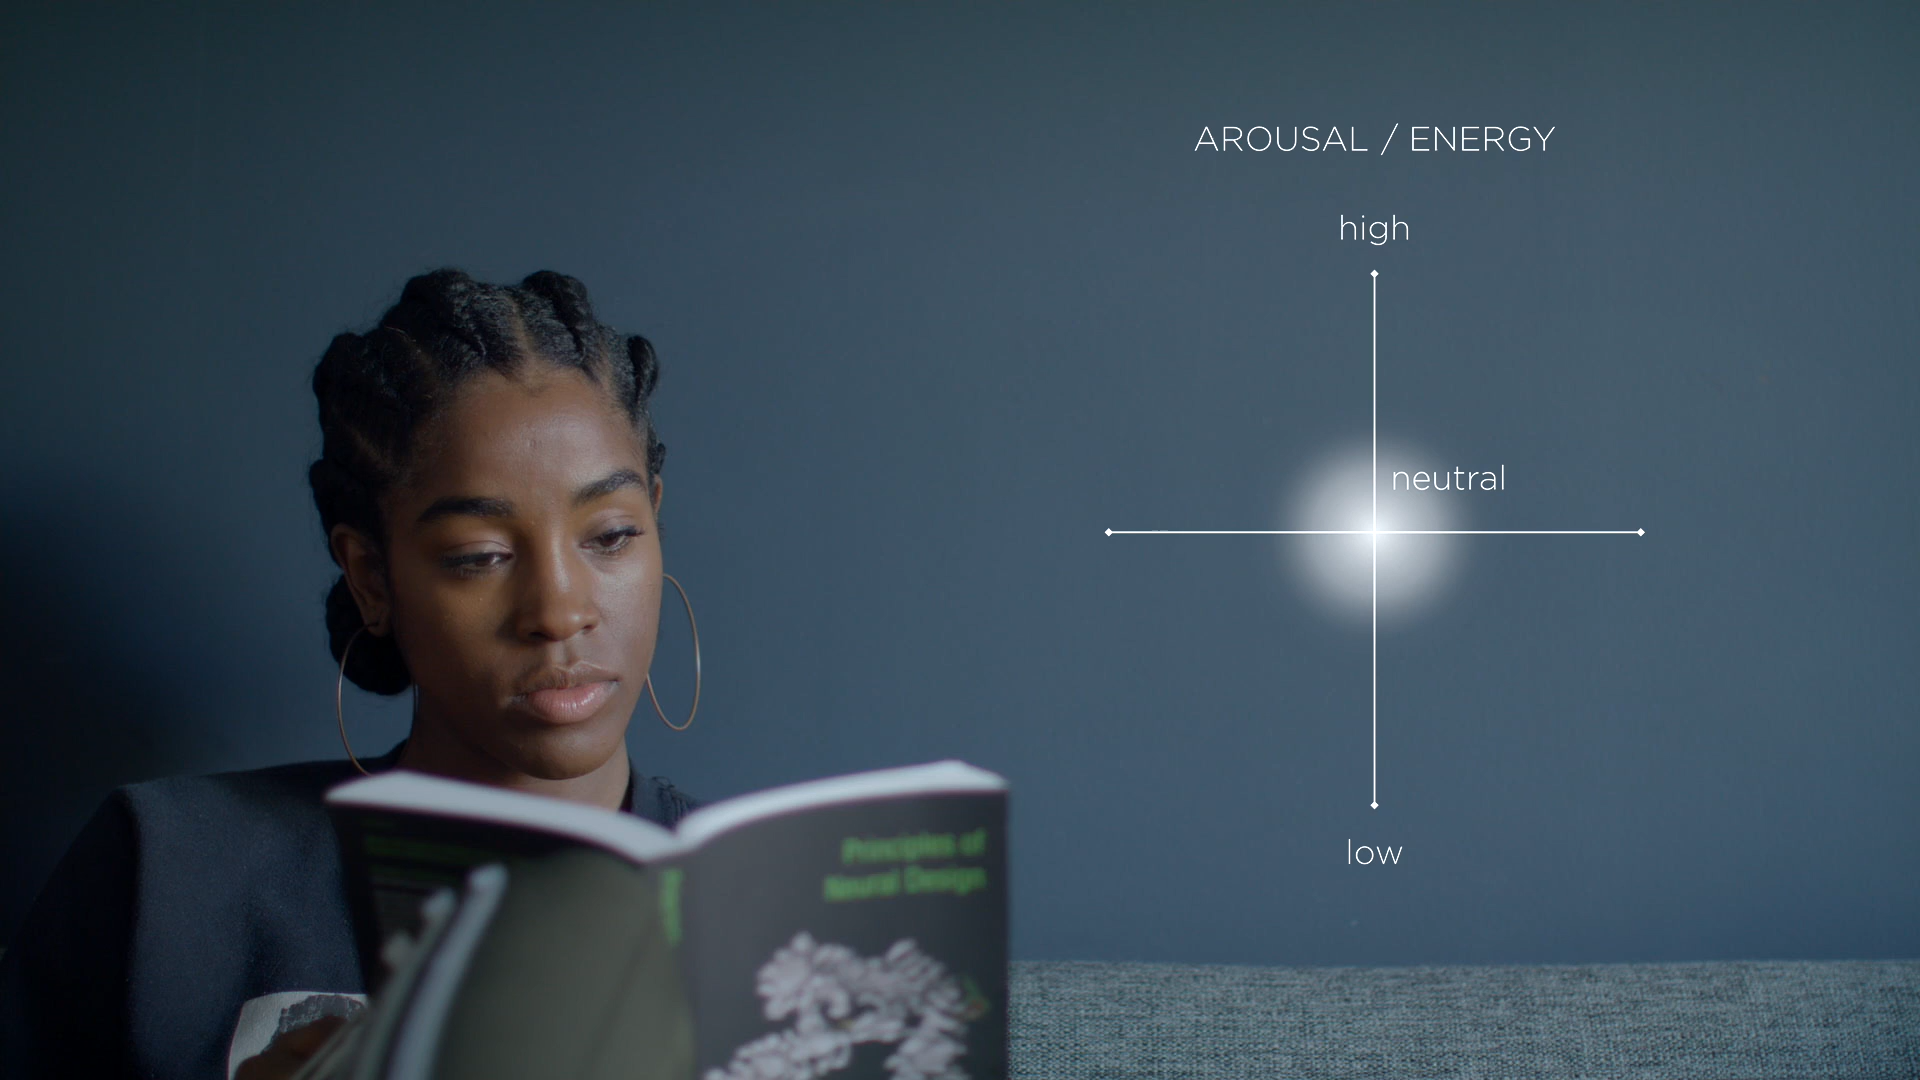 AROUSAL / ENERGY
high
neutral
low
Principles of
Neural Design